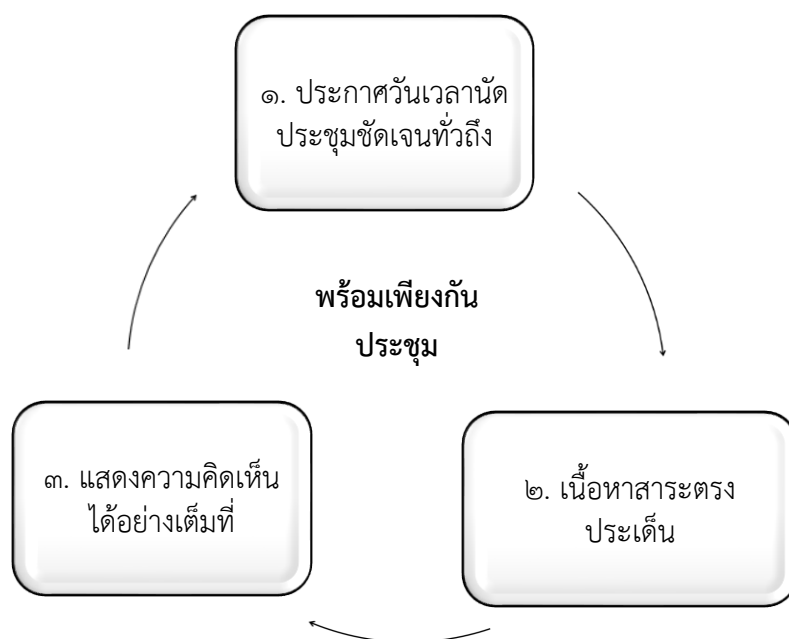 ๑. ประกาศวันเวลานัด
ประชุมชัดเจนทั่วถึง
พร้อมเพียงกัน
ประชุม
๒. เนื้อหาสาระตรง
ประเด็น
๓. แสดงความคิดเห็น
ได้อย่างเต็มที่